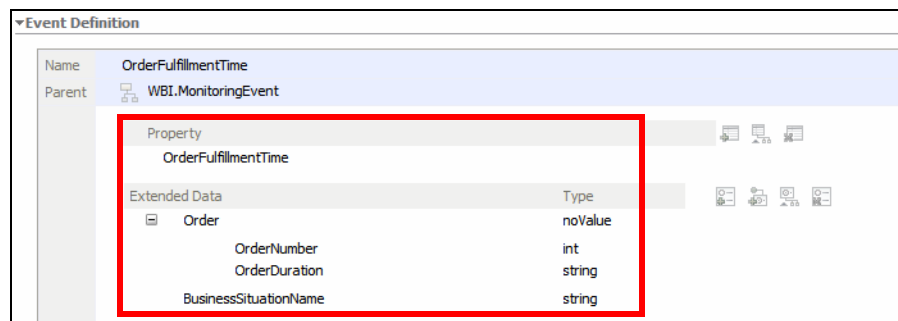 Event Definition
Name OrderFulfillmentTime
Parent WBI.MonitoringEvent
Property
OrderFulfillmentTime
Extended Data Type
Order noValue
OrderNumber int
OrderDuration string
BusinessSituationName string